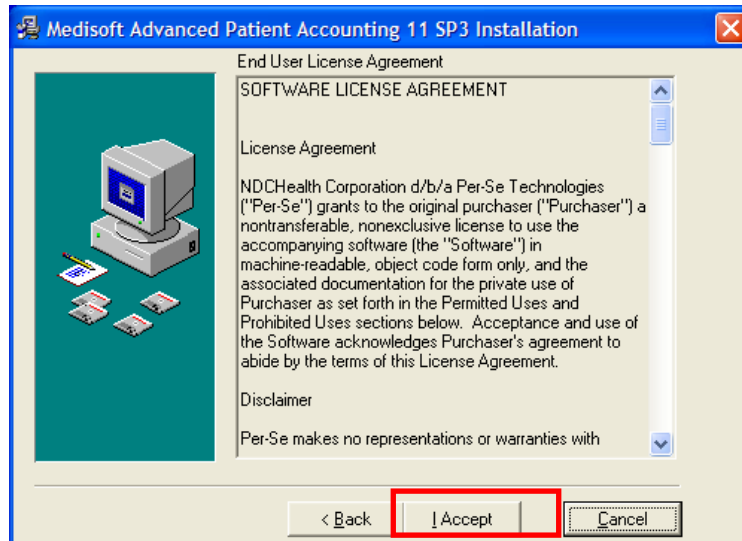 Medisoft Advanced Patient Accounting 11 SP3 Installation
End User License Agreement
SOFTWARE LICENSE AGREEMENT
License Agreement
NDCHealth Corporation d/b/a Per-Se Technologies
("Per-Se") grants to the original purchaser ("Purchaser") a
nontransferable, nonexclusive license to use the
accompanying software (the "Software") in
machine-readable, object code form only, and the
associated documentation for the private use of
Purchaser as set forth in the Permitted Uses and
Prohibited Uses sections below. Acceptance and use of
the Software acknowledges Purchaser's agreement to
abide by the terms of this License Agreement.
Disclaimer
Per-Se makes no representations or warranties with
< Back
I Accept
Cancel